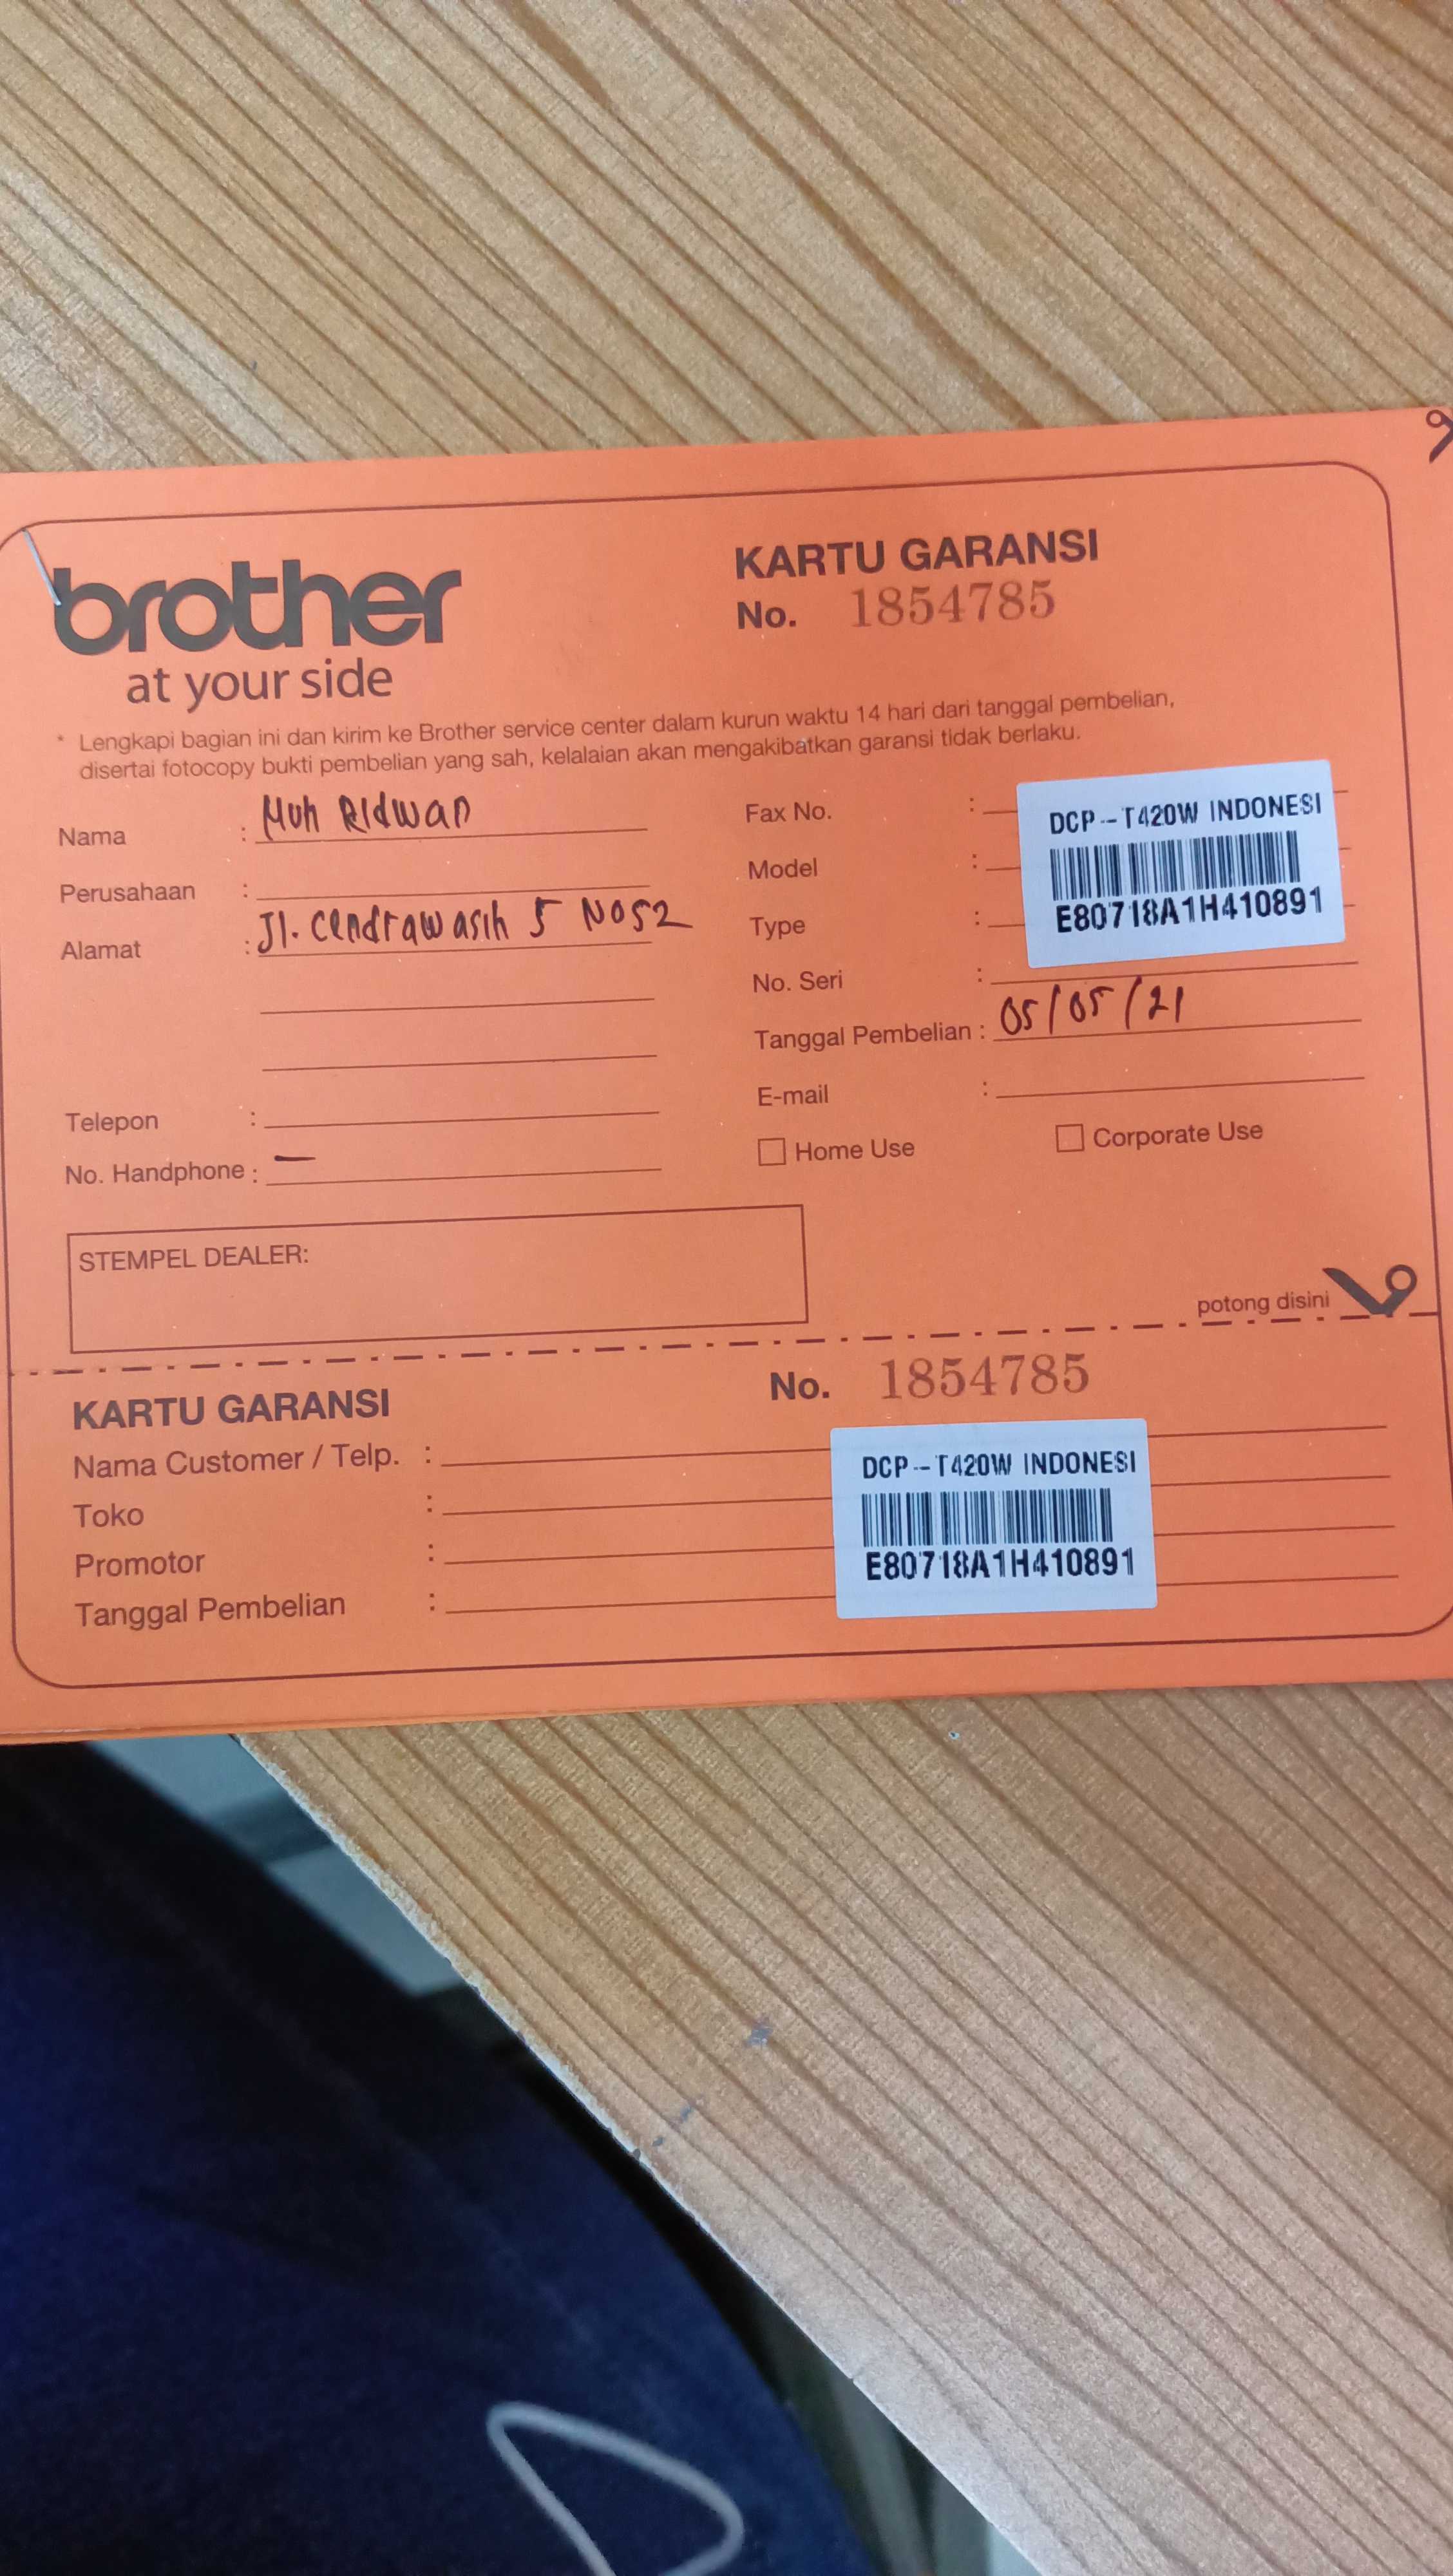 brother
at your side
KARTU GARANSI
No. 1854785
* Lengkapi bagian ini dan kirim ke Brother service center dalam kurun waktu 14 hari dari tanggal pembelian,
disertai fotocopy bukti pembelian yang sah, kelalaian akan mengakibatkan garansi tidak berlaku.
Nama : Muh Ridwan
Perusahaan :
Alamat : Jl. Cendrawasih 5 NO52
Telepon :
No. Handphone : –
Fax No. :
Model :
Type :
No. Seri :
DCP-T420W INDONESI
E80718A1H410891
Tanggal Pembelian : 05/05/21
E-mail :
Home Use
Corporate Use
STEMPEL DEALER:
potong disini
KARTU GARANSI
No. 1854785
Nama Customer / Telp. :
Toko :
Promotor :
Tanggal Pembelian :
DCP-T420W INDONESI
E80718A1H410891